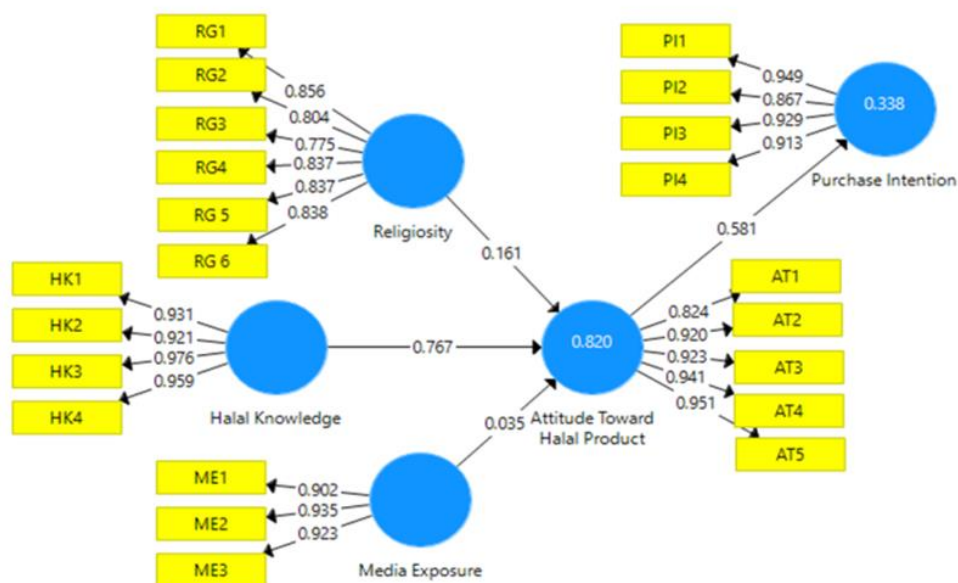 RG1
RG2
RG3
RG4
RG 5
RG 6
0.856
0.804
0.775
0.837
0.837
0.838
Religiosity
0.161
PI1
PI2
PI3
PI4
0.949
0.867
0.929
0.913
0.338
Purchase Intention
0.581
HK1
HK2
HK3
HK4
0.931
0.921
0.976
0.959
Halal Knowledge
0.767
0.820
Attitude Toward
Halal Product
0.824
0.920
0.923
0.941
0.951
AT1
AT2
AT3
AT4
AT5
0.035
ME1
ME2
ME3
0.902
0.935
0.923
Media Exposure